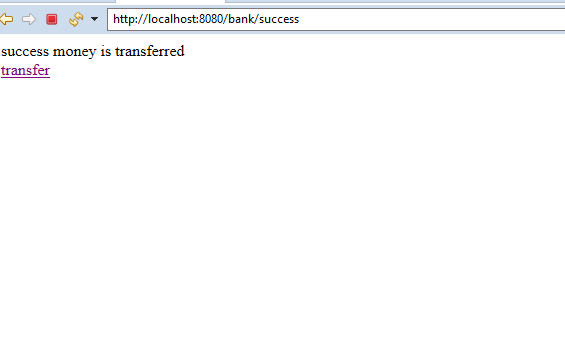 http://localhost:8080/bank/success
success money is transferred
transfer